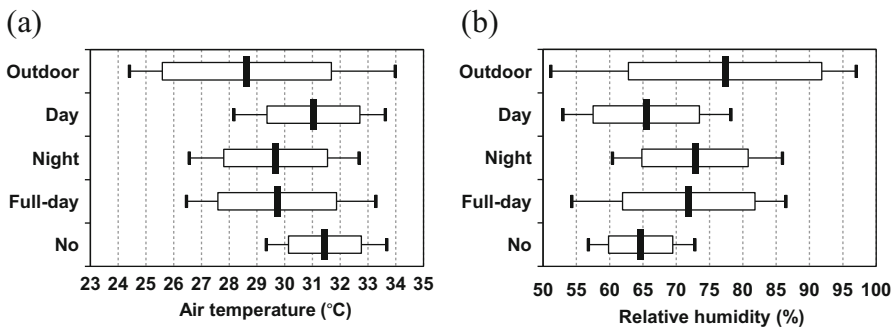 (a)
Outdoor
Day
Night
Full-day
No
23 24 25 26 27 28 29 30 31 32 33 34 35
Air temperature (°C)
(b)
Outdoor
Day
Night
Full-day
No
50 55 60 65 70 75 80 85 90 95 100
Relative humidity (%)